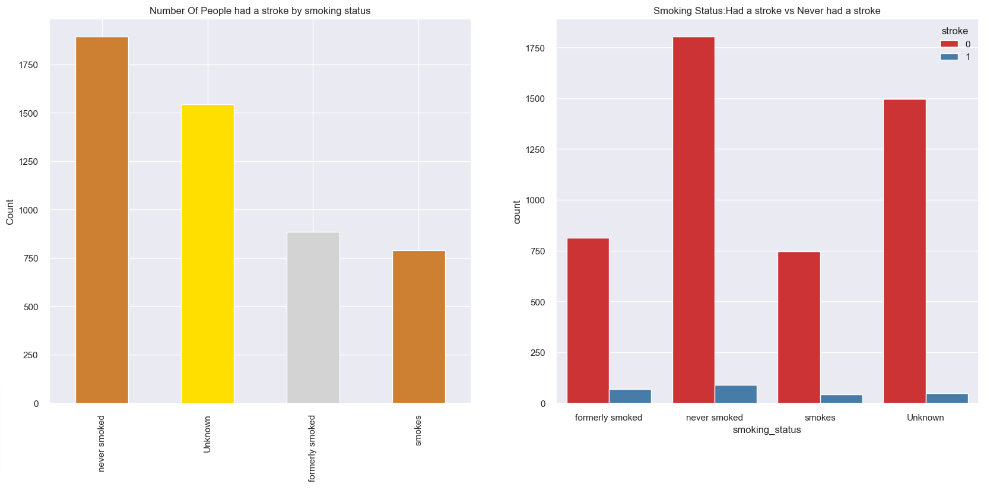 Number Of People had a stroke by smoking status
Count
1750
1500
1250
1000
750
500
250
0
never smoked
Unknown
formerly smoked
smokes
Smoking Status:Had a stroke vs Never had a stroke
stroke
0
1
count
1750
1500
1250
1000
750
500
250
0
formerly smoked
never smoked
smokes
Unknown
smoking_status